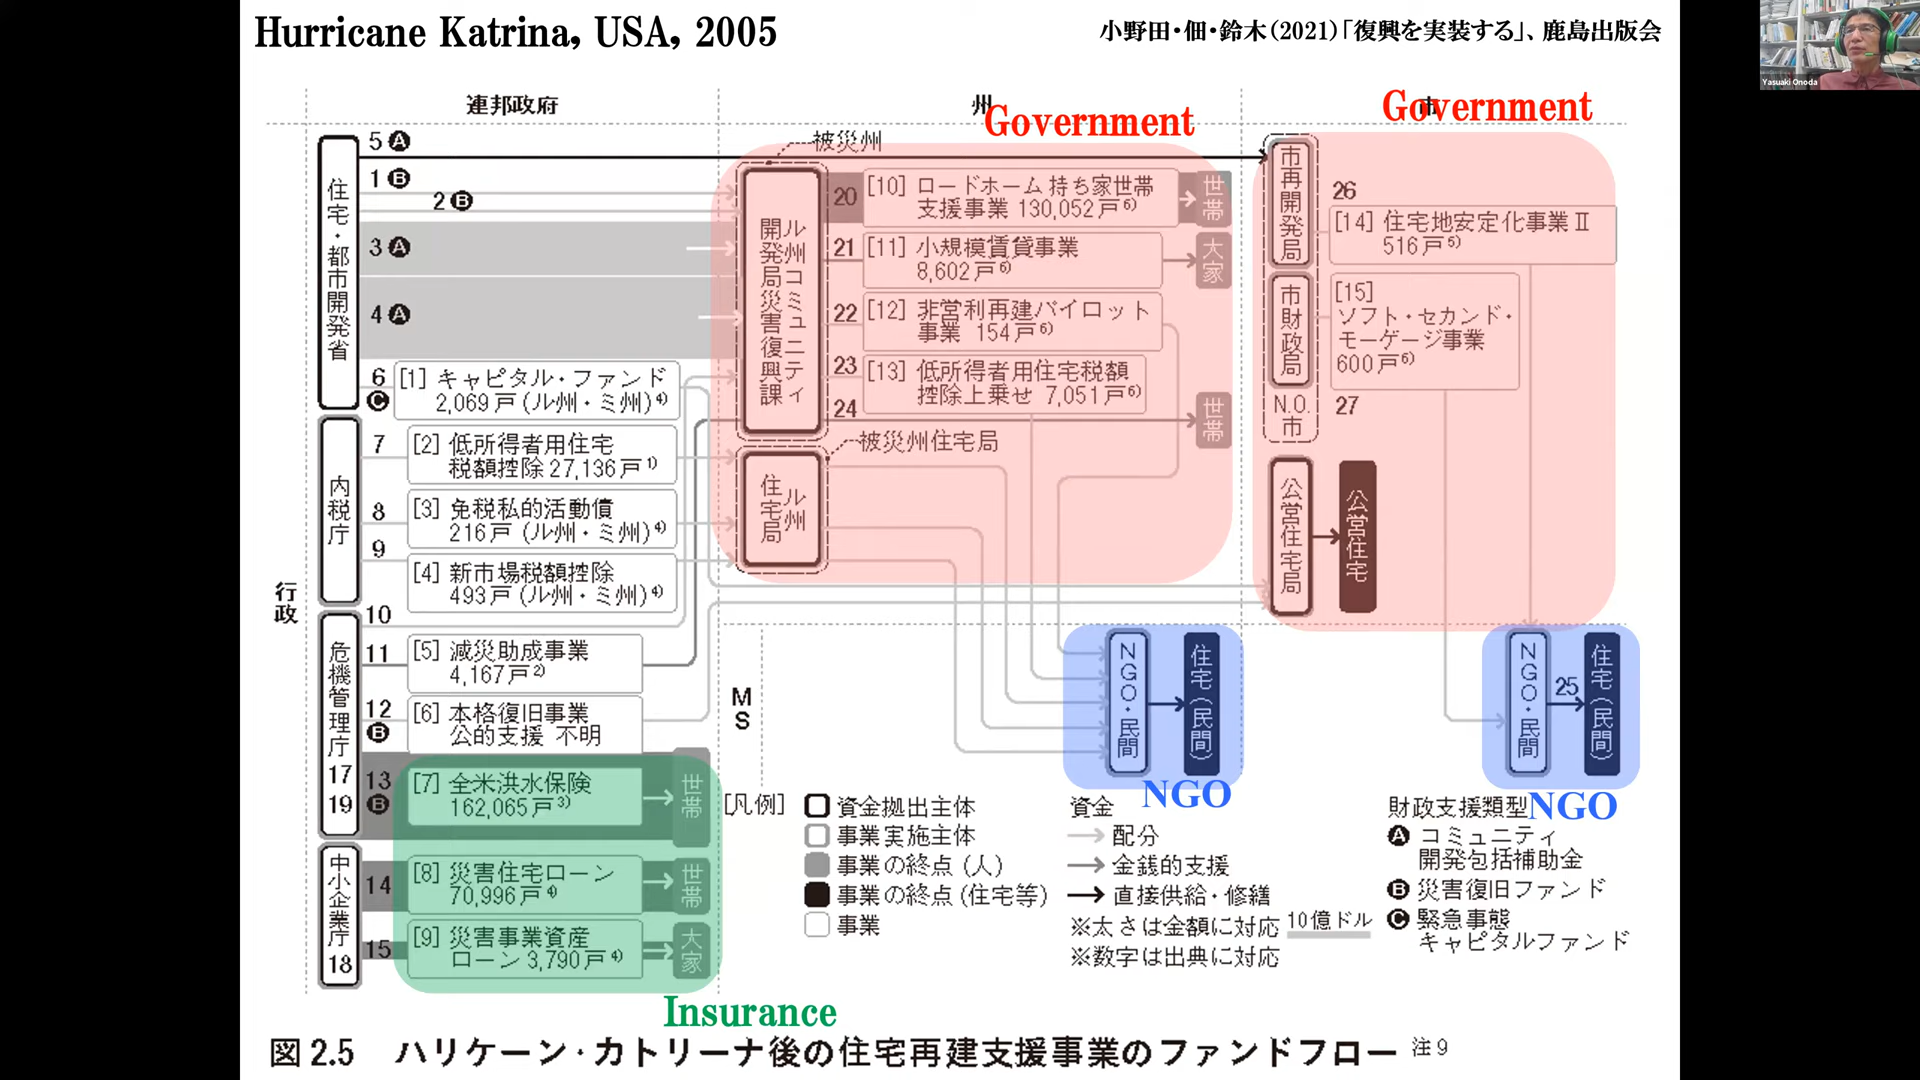 Hurricane Katrina, USA, 2005
小野田・佃・鈴木(2021)「復興を実装する」、鹿島出版会
Yasuaki Onoda
連邦政府
州
Government
Government
行政
住宅・都市開発省
5 A
1 B
2 B
3 A
4 A
6 C
[1] キャピタル・ファンド
2,069戸(ル州・ミ州)4)
内税庁
7
[2] 低所得者用住宅
税額控除 27,136戸1)
8
[3] 免税私的活動債
216戸(ル州・ミ州)4)
9
[4] 新市場税額控除
493戸(ル州・ミ州)4)
危機管理庁
17
19
10
11
[5] 減災助成事業
4,167戸2)
12 B
[6] 本格復旧事業
公的支援 不明
13 B
[7] 全米洪水保険
162,065戸3)
世帯
中小企業庁
18
14
[8] 災害住宅ローン
70,996戸4)
世帯
15
[9] 災害事業資産
ローン 3,790戸4)
大家
Insurance
被災州
ル州コミュニティ
開発局災害復興課
20
[10] ロードホーム 持ち家世帯
支援事業 130,052戸6)
世帯
21
[11] 小規模賃貸事業
8,602戸6)
大家
22
[12] 非営利再建パイロット
事業 154戸6)
23
[13] 低所得者用住宅税額
控除上乗せ 7,051戸6)
24
世帯
被災州住宅局
ル州
住宅局
MS
市再開発局
26
[14] 住宅地安定化事業Ⅱ
516戸6)
市財政局
[15]
ソフト・セカンド・
モーゲージ事業
600戸6)
N.O.
市
27
公営住宅局
公営住宅
NGO・民間
住宅(民間)
NGO
NGO・民間
25
住宅(民間)
NGO
[凡例]
資金拠出主体
事業実施主体
事業の終点(人)
事業の終点(住宅等)
事業
資金
配分
金銭的支援
直接供給・修繕
※太さは金額に対応 10億ドル
※数字は出典に対応
財政支援類型
A コミュニティ
開発包括補助金
B 災害復旧ファンド
C 緊急事態
キャピタルファンド
図2.5 ハリケーン・カトリーナ後の住宅再建支援事業のファンドフロー 注9